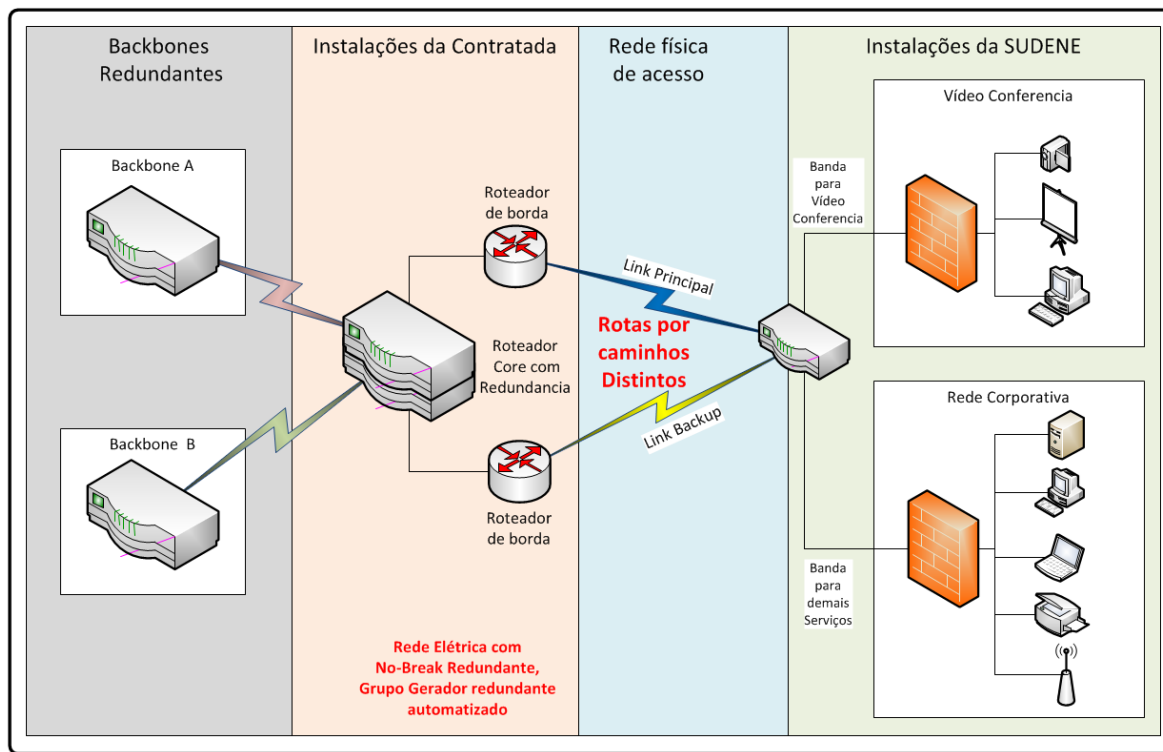 Backbones
Redundantes
Instalações da Contratada
Rede física
de acesso
Instalações da SUDENE
Backbone A
Backbone  B
Roteador
de borda
Roteador
Core com
Redundancia
Roteador
de borda
Rede Elétrica com
No-Break Redundante,
Grupo Gerador redundante
automatizado
Link Principal
Rotas por
caminhos
Distintos
Link Backup
Banda
para
Vídeo
Conferencia
Vídeo Conferencia
Banda
para
demais
Serviços
Rede Corporativa